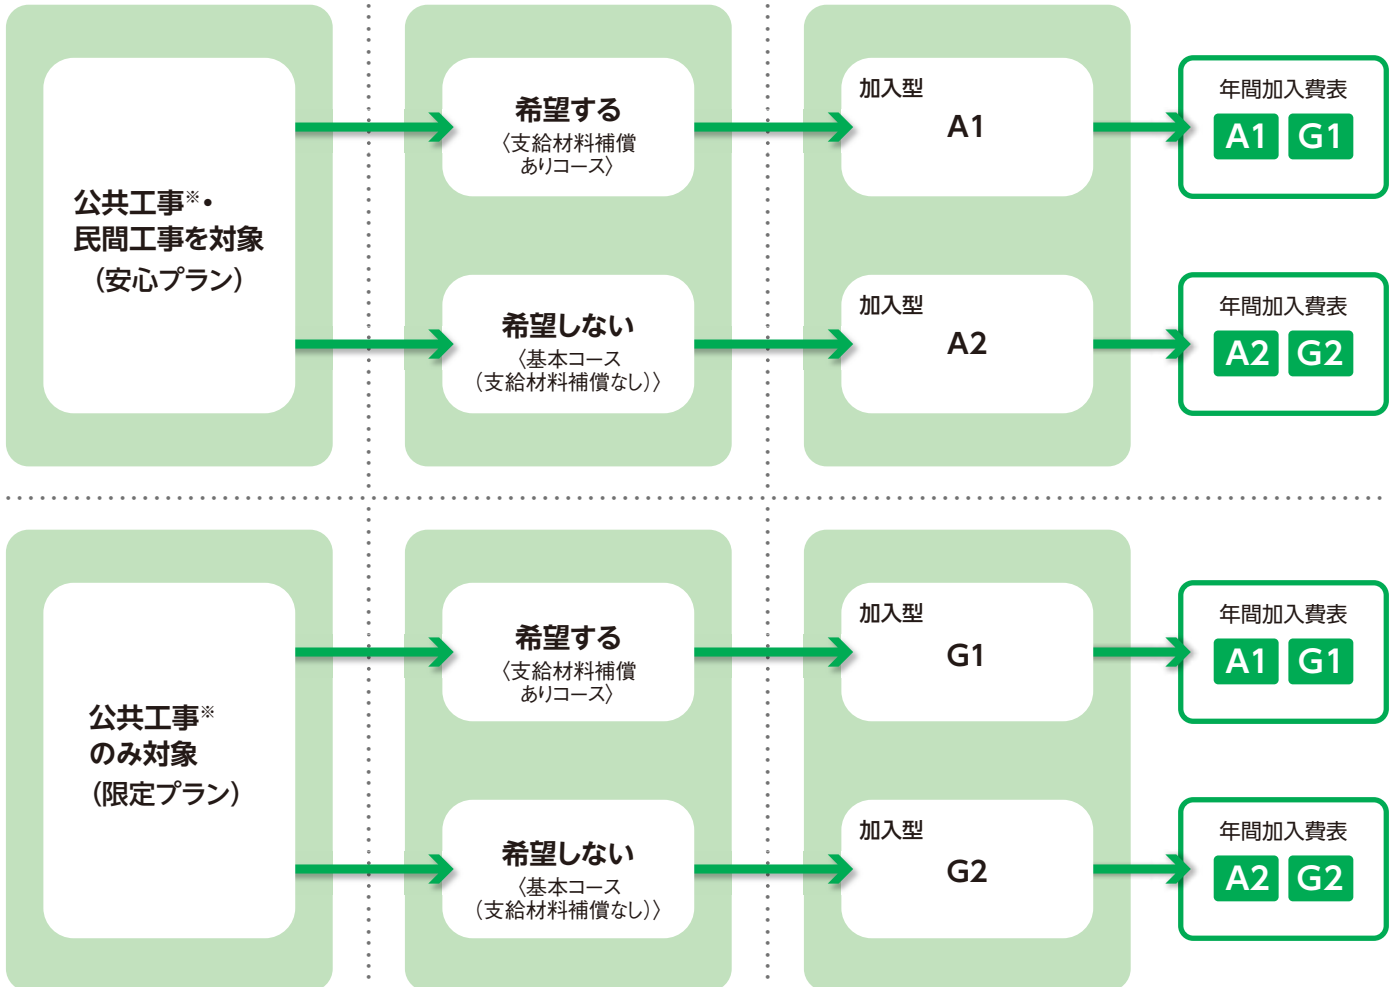 公共工事※・
民間工事を対象
（安心プラン）
希望する
〈支給材料補償
ありコース〉
加入型
A1
年間加入費表
A1 G1
希望しない
〈基本コース
（支給材料補償なし）〉
加入型
A2
年間加入費表
A2 G2
公共工事※
のみ対象
（限定プラン）
希望する
〈支給材料補償
ありコース〉
加入型
G1
年間加入費表
A1 G1
希望しない
〈基本コース
（支給材料補償なし）〉
加入型
G2
年間加入費表
A2 G2